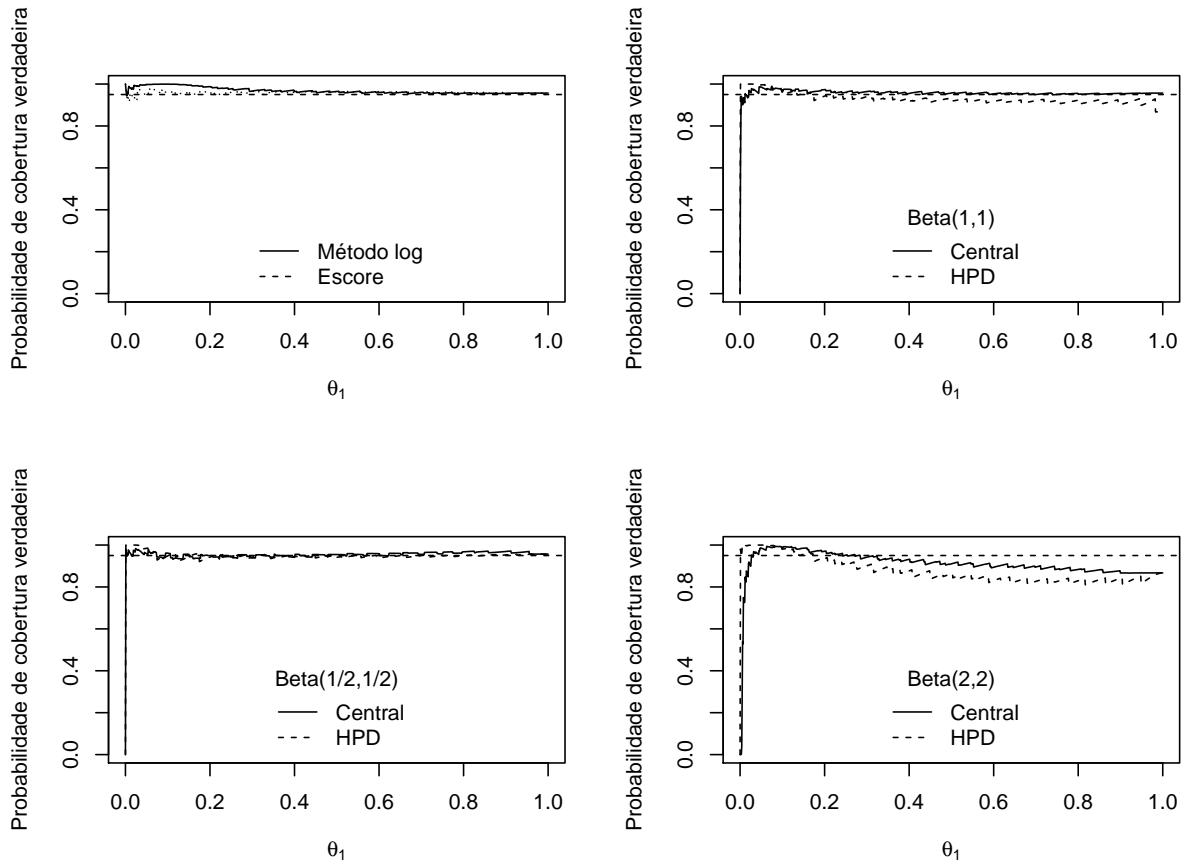 Probabilidade de cobertura verdadeira
0.0 0.4 0.8
Método log
Escore
0.0 0.2 0.4 0.6 0.8 1.0
θ1
Probabilidade de cobertura verdadeira
0.0 0.4 0.8
Beta(1,1)
Central
HPD
0.0 0.2 0.4 0.6 0.8 1.0
θ1
Probabilidade de cobertura verdadeira
0.0 0.4 0.8
Beta(1/2,1/2)
Central
HPD
0.0 0.2 0.4 0.6 0.8 1.0
θ1
Probabilidade de cobertura verdadeira
0.0 0.4 0.8
Beta(2,2)
Central
HPD
0.0 0.2 0.4 0.6 0.8 1.0
θ1